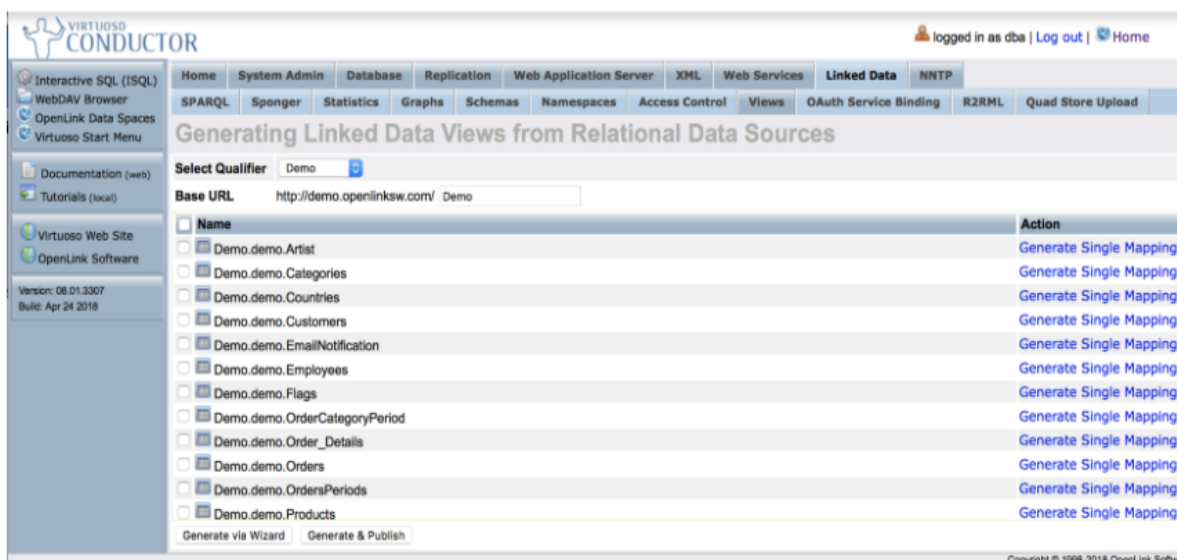 VIRTUOSO
CONDUCTOR
logged in as dba | Log out | Home
Interactive SQL (ISQL)
WebDAV Browser
OpenLink Data Spaces
Virtuoso Start Menu
Documentation (web)
Tutorials (local)
Virtuoso Web Site
OpenLink Software
Version: 08.01.3307
Build: Apr 24 2018
Home System Admin Database Replication Web Application Server XML Web Services Linked Data NNTP
SPARQL Sponger Statistics Graphs Schemas Namespaces Access Control Views OAuth Service Binding R2RML Quad Store Upload
Generating Linked Data Views from Relational Data Sources
Select Qualifier Demo
Base URL http://demo.openlinksw.com/ Demo
Name Action
Demo.demo.Artist Generate Single Mapping
Demo.demo.Categories Generate Single Mapping
Demo.demo.Countries Generate Single Mapping
Demo.demo.Customers Generate Single Mapping
Demo.demo.EmailNotification Generate Single Mapping
Demo.demo.Employees Generate Single Mapping
Demo.demo.Flags Generate Single Mapping
Demo.demo.OrderCategoryPeriod Generate Single Mapping
Demo.demo.Order_Details Generate Single Mapping
Demo.demo.Orders Generate Single Mapping
Demo.demo.OrdersPeriods Generate Single Mapping
Demo.demo.Products Generate Single Mapping
Generate via Wizard Generate & Publish
Copyright © 1998-2018 OpenLink